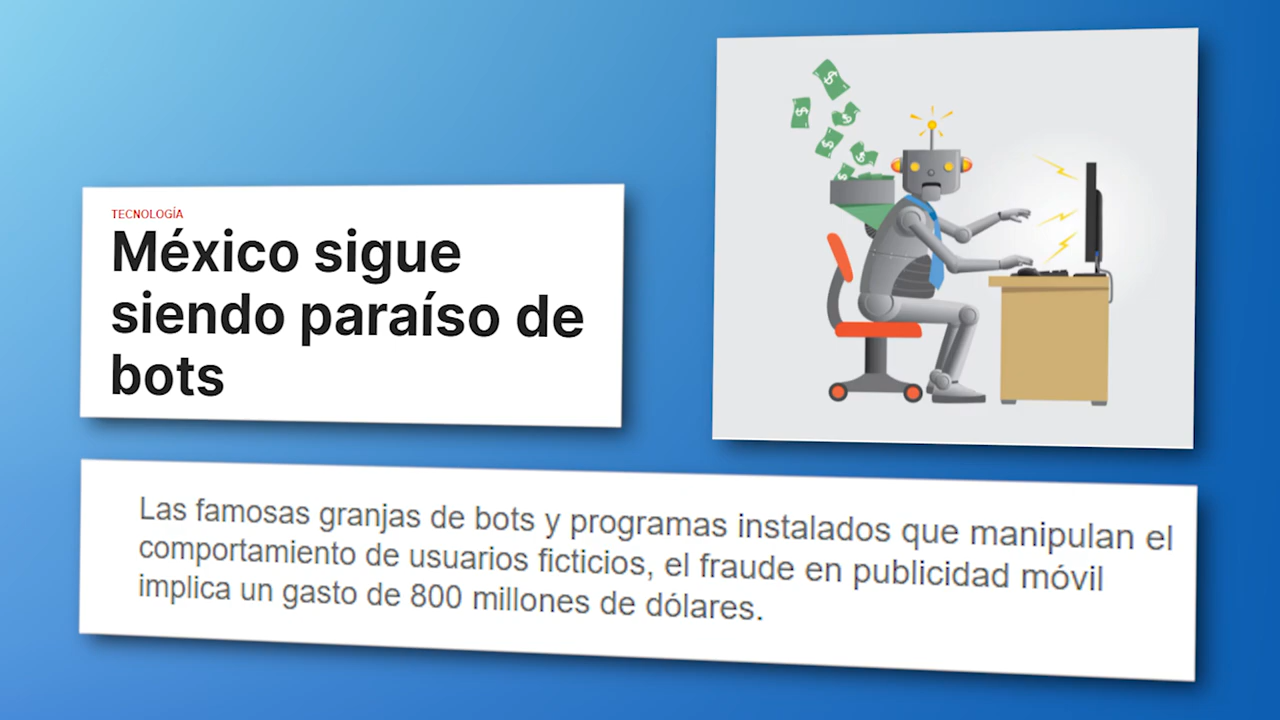 TECNOLOGÍA
México sigue
siendo paraíso de
bots
Las famosas granjas de bots y programas instalados que manipulan el
comportamiento de usuarios ficticios, el fraude en publicidad móvil
implica un gasto de 800 millones de dólares.